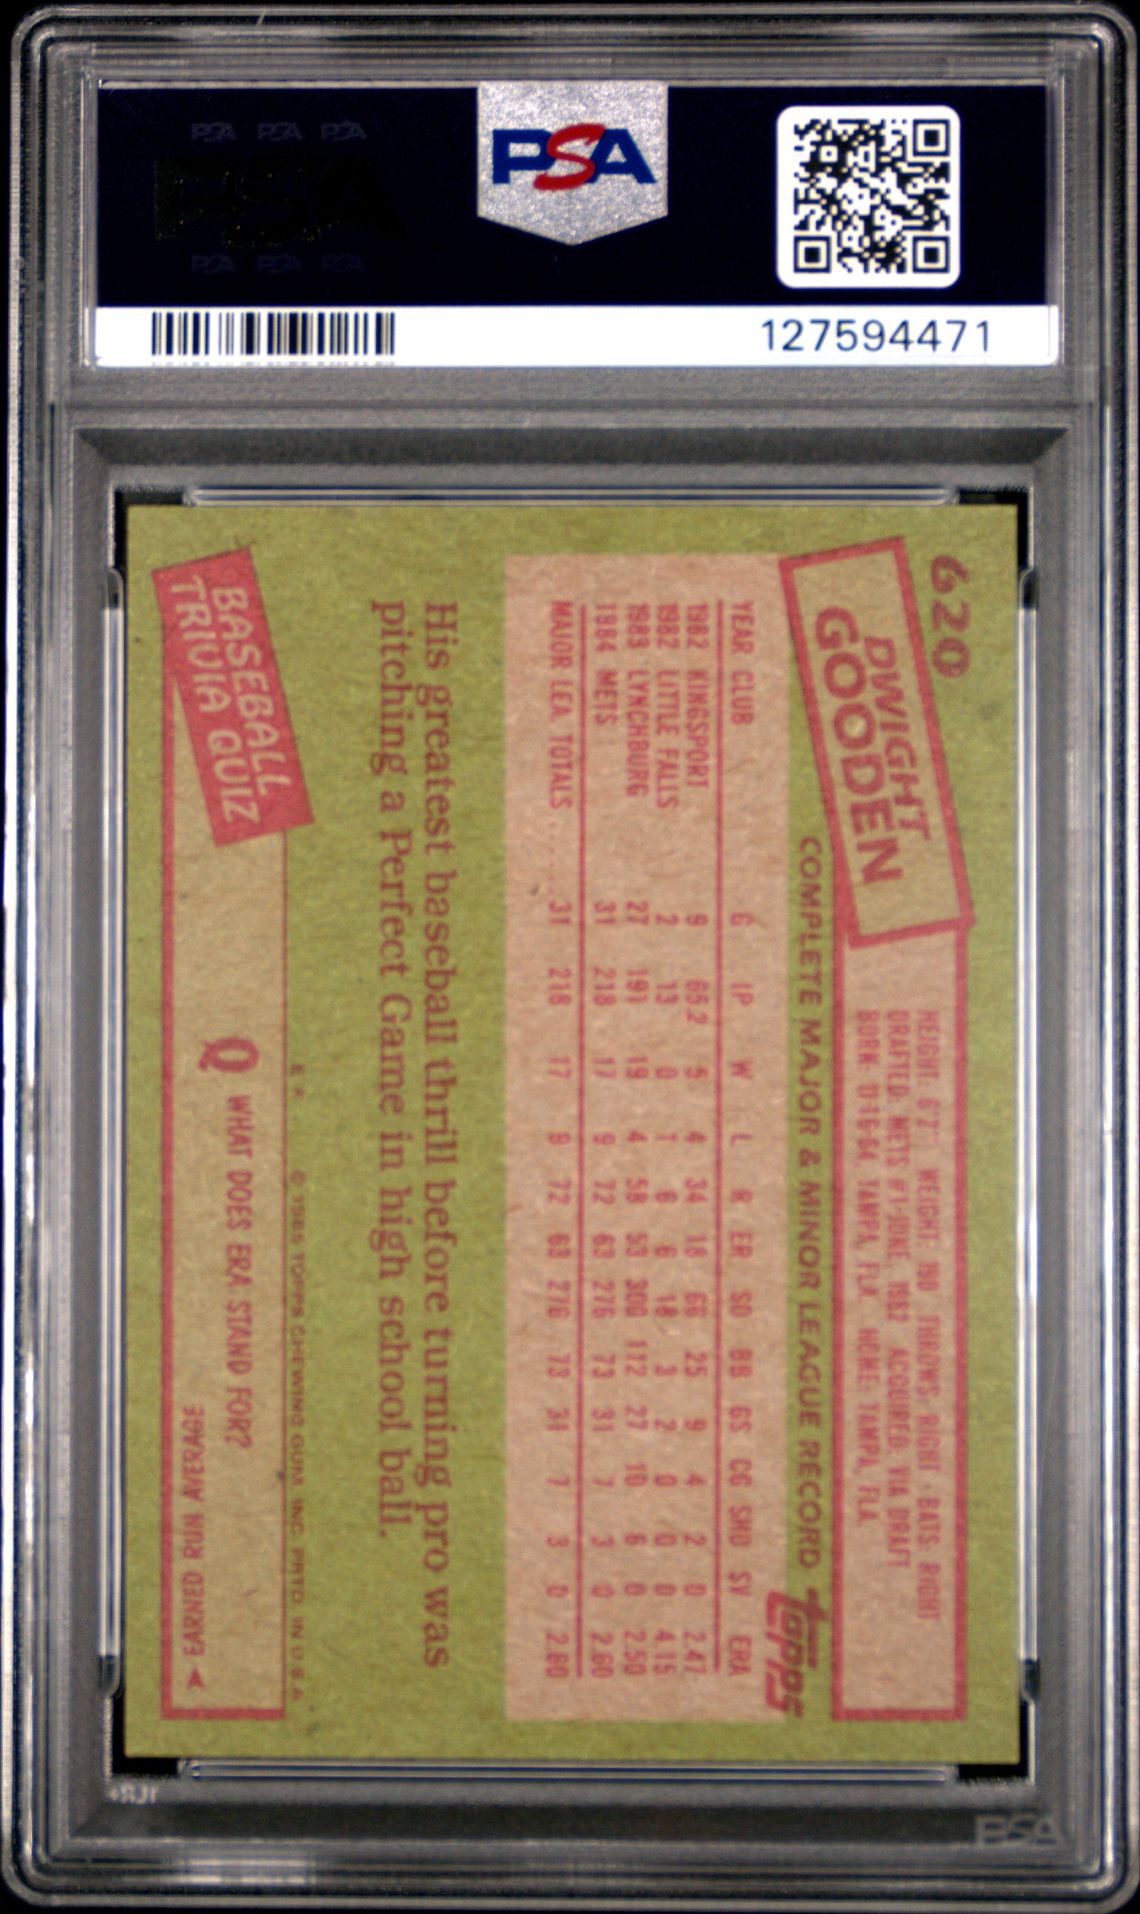 PSA PSA PSA
PSA
PSA PSA PSA
PSA
127594471
620
DWIGHT
GOODEN
HEIGHT: 6'2" WEIGHT: 190 THROWS: RIGHT BATS: RIGHT
DRAFTED: METS #1-JUNE, 1982 ACQUIRED: VIA DRAFT
BORN: 11-16-64, TAMPA, FLA. HOME: TAMPA, FLA.
COMPLETE MAJOR & MINOR LEAGUE RECORD topps
YEAR CLUB G IP W L R ER SO BB GS CG SHO SV ERA
1982 KINGSPORT 9 65.2 5 4 34 18 66 25 9 4 2 0 2.47
1982 LITTLE FALLS 2 13 0 1 6 6 18 3 2 0 0 0 4.15
1983 LYNCHBURG 27 191 19 4 58 53 300 112 27 10 6 0 2.50
1984 METS 31 218 17 9 72 63 276 73 31 7 3 0 2.60
MAJOR LEA. TOTALS ..... 31 218 17 9 72 63 276 73 31 7 3 0 2.60
His greatest baseball thrill before turning pro was
pitching a Perfect Game in high school ball.
© 1985 TOPPS CHEWING GUM, INC. PRTD. IN U.S.A.
BASEBALL
TRIVIA QUIZ
Q WHAT DOES ERA STAND FOR?
EARNED RUN AVERAGE
PSA